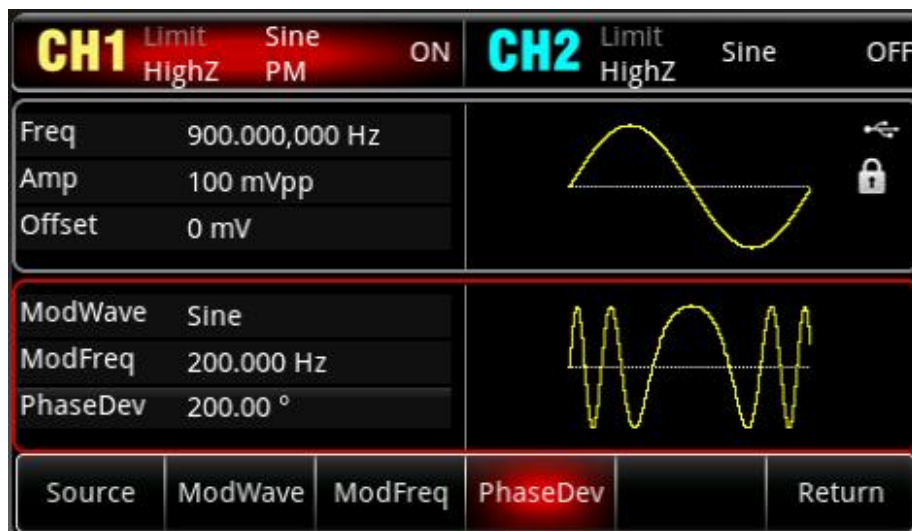 CH1 Limit Sine ON CH2 Limit Sine OFF
HighZ PM HighZ
Freq 900.000,000 Hz
Amp 100 mVpp
Offset 0 mV
ModWave Sine
ModFreq 200.000 Hz
PhaseDev 200.00 °
Source ModWave ModFreq PhaseDev Return